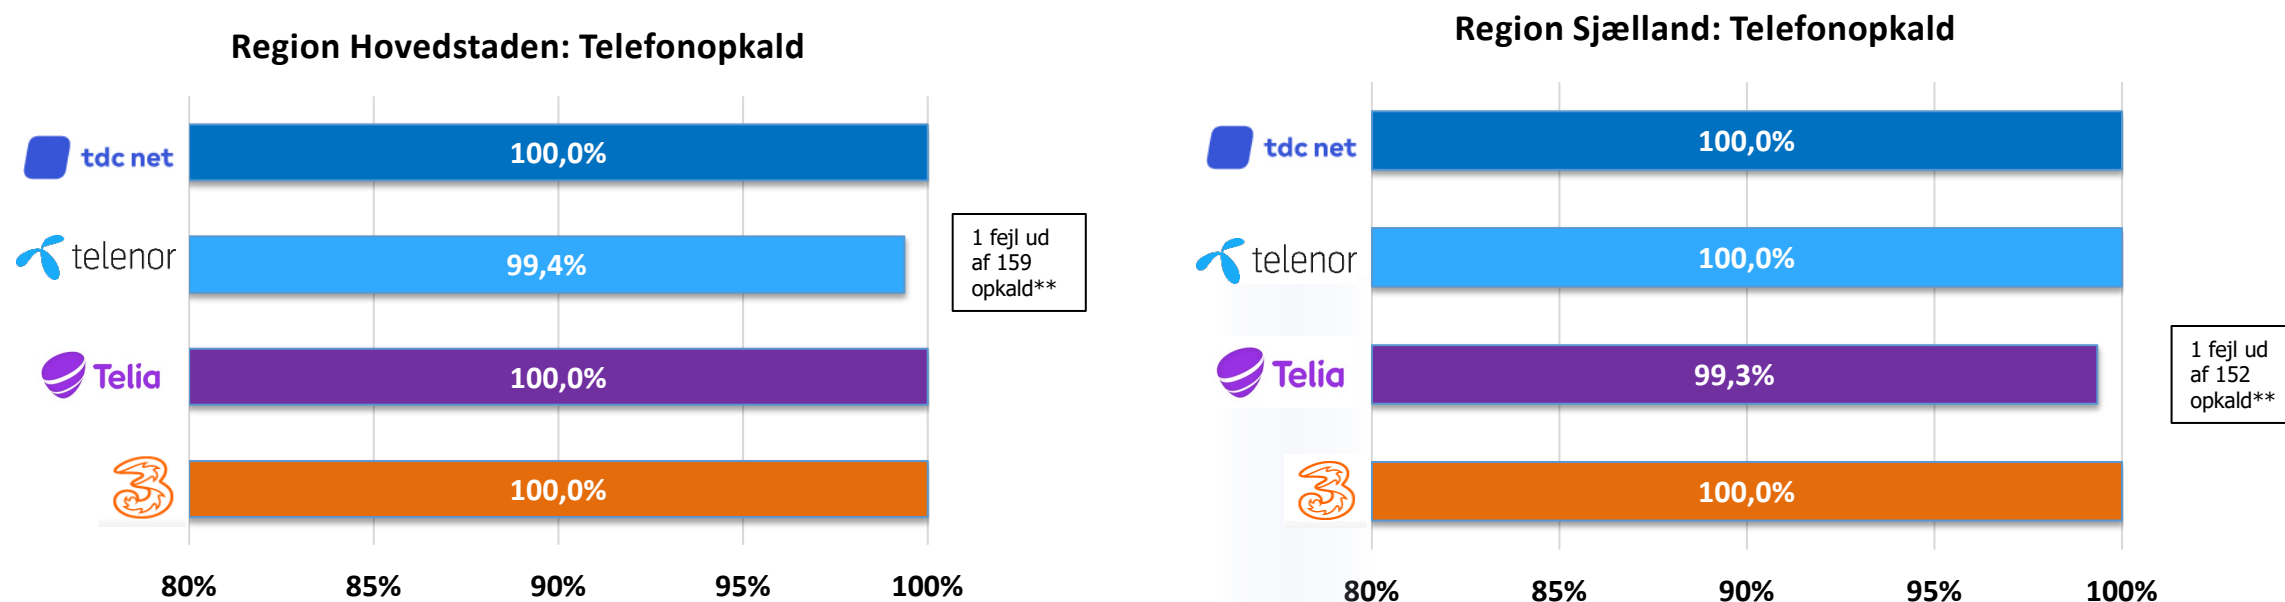 Region Hovedstaden: Telefonopkald
tdc net
100,0%
telenor
99,4%
1 fejl ud
af 159
opkald**
Telia
100,0%
3
100,0%
80% 85% 90% 95% 100%
Region Sjælland: Telefonopkald
tdc net
100,0%
telenor
100,0%
Telia
99,3%
1 fejl ud
af 152
opkald**
3
100,0%
80% 85% 90% 95% 100%